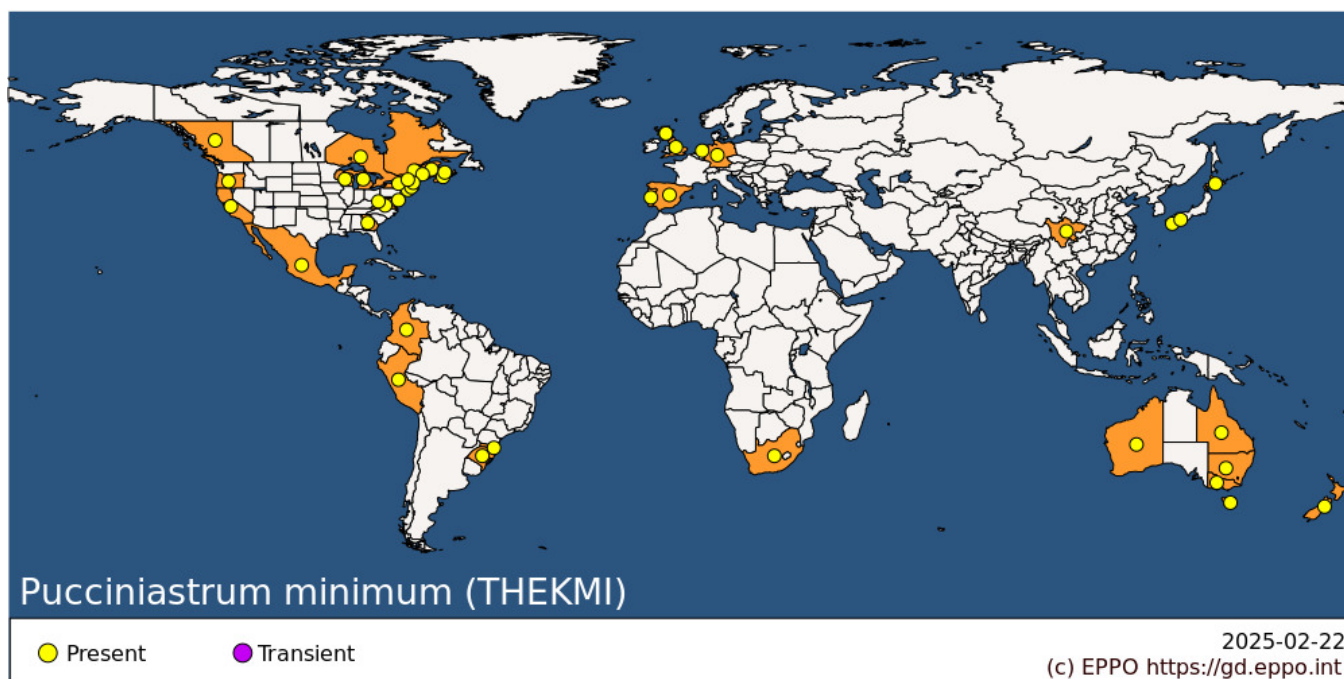 Pucciniastrum minimum (THEKMI)
Present
Transient
2025-02-22
(c) EPPO https://gd.eppo.int